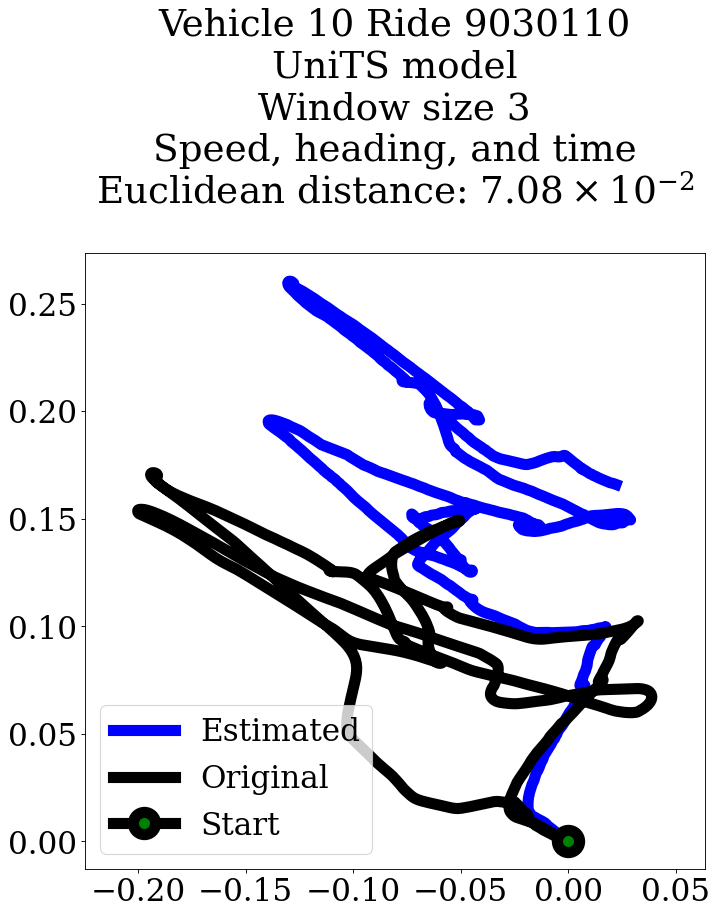 Vehicle 10 Ride 9030110
UniTS model
Window size 3
Speed, heading, and time
Euclidean distance: 7.08 × 10⁻²
0.25
0.20
0.15
0.10
0.05
0.00
Estimated
Original
Start
−0.20 −0.15 −0.10 −0.05 0.00 0.05